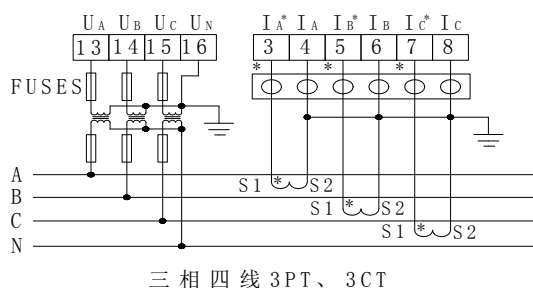 UA UB UC UN IA* IA IB* IB IC* IC
13 14 15 16 3 4 5 6 7 8
* * *
FUSES
A
S1 * S2
B
S1 * S2
C
S1 * S2
N
三相四线3PT、3CT